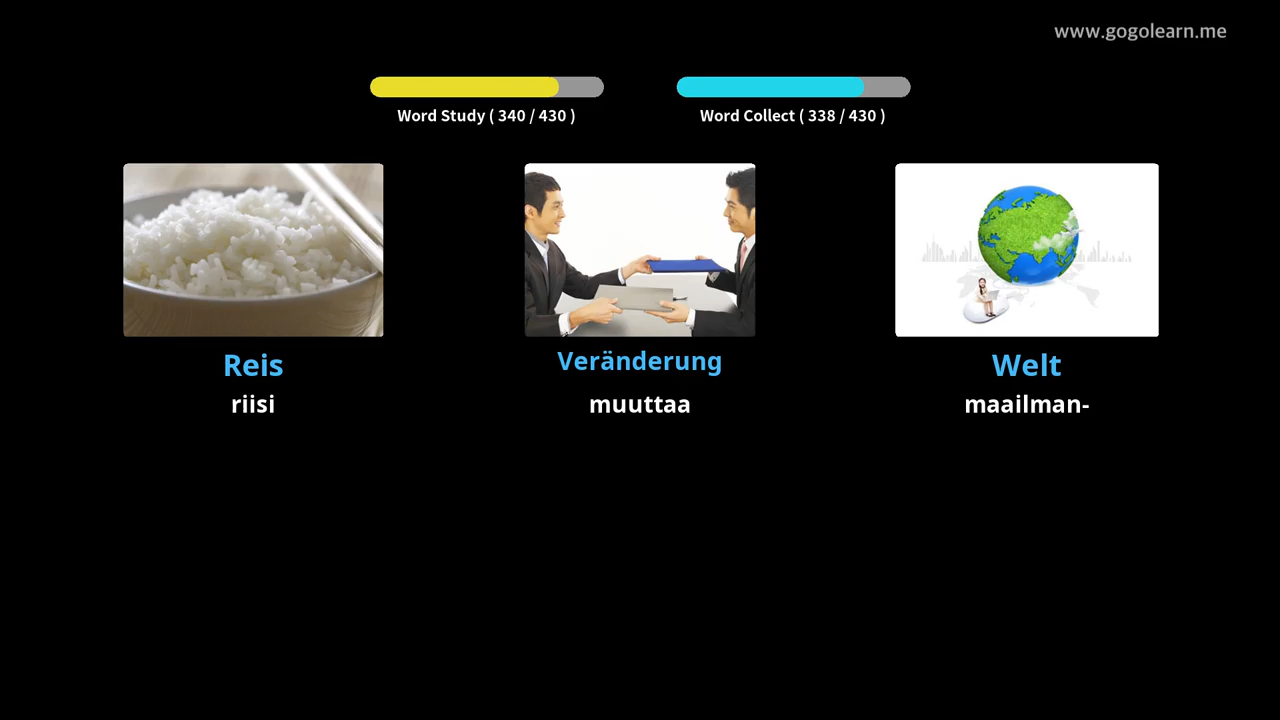 www.gogolearn.me
Word Study ( 340 / 430 )
Word Collect ( 338 / 430 )
Reis
Veränderung
Welt
riisi
muuttaa
maailman-